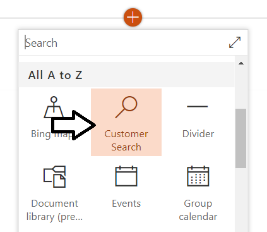 Search
All A to Z
Bing maps
Customer
Search
Divider
Document
library (pre...
Events
Group
calendar